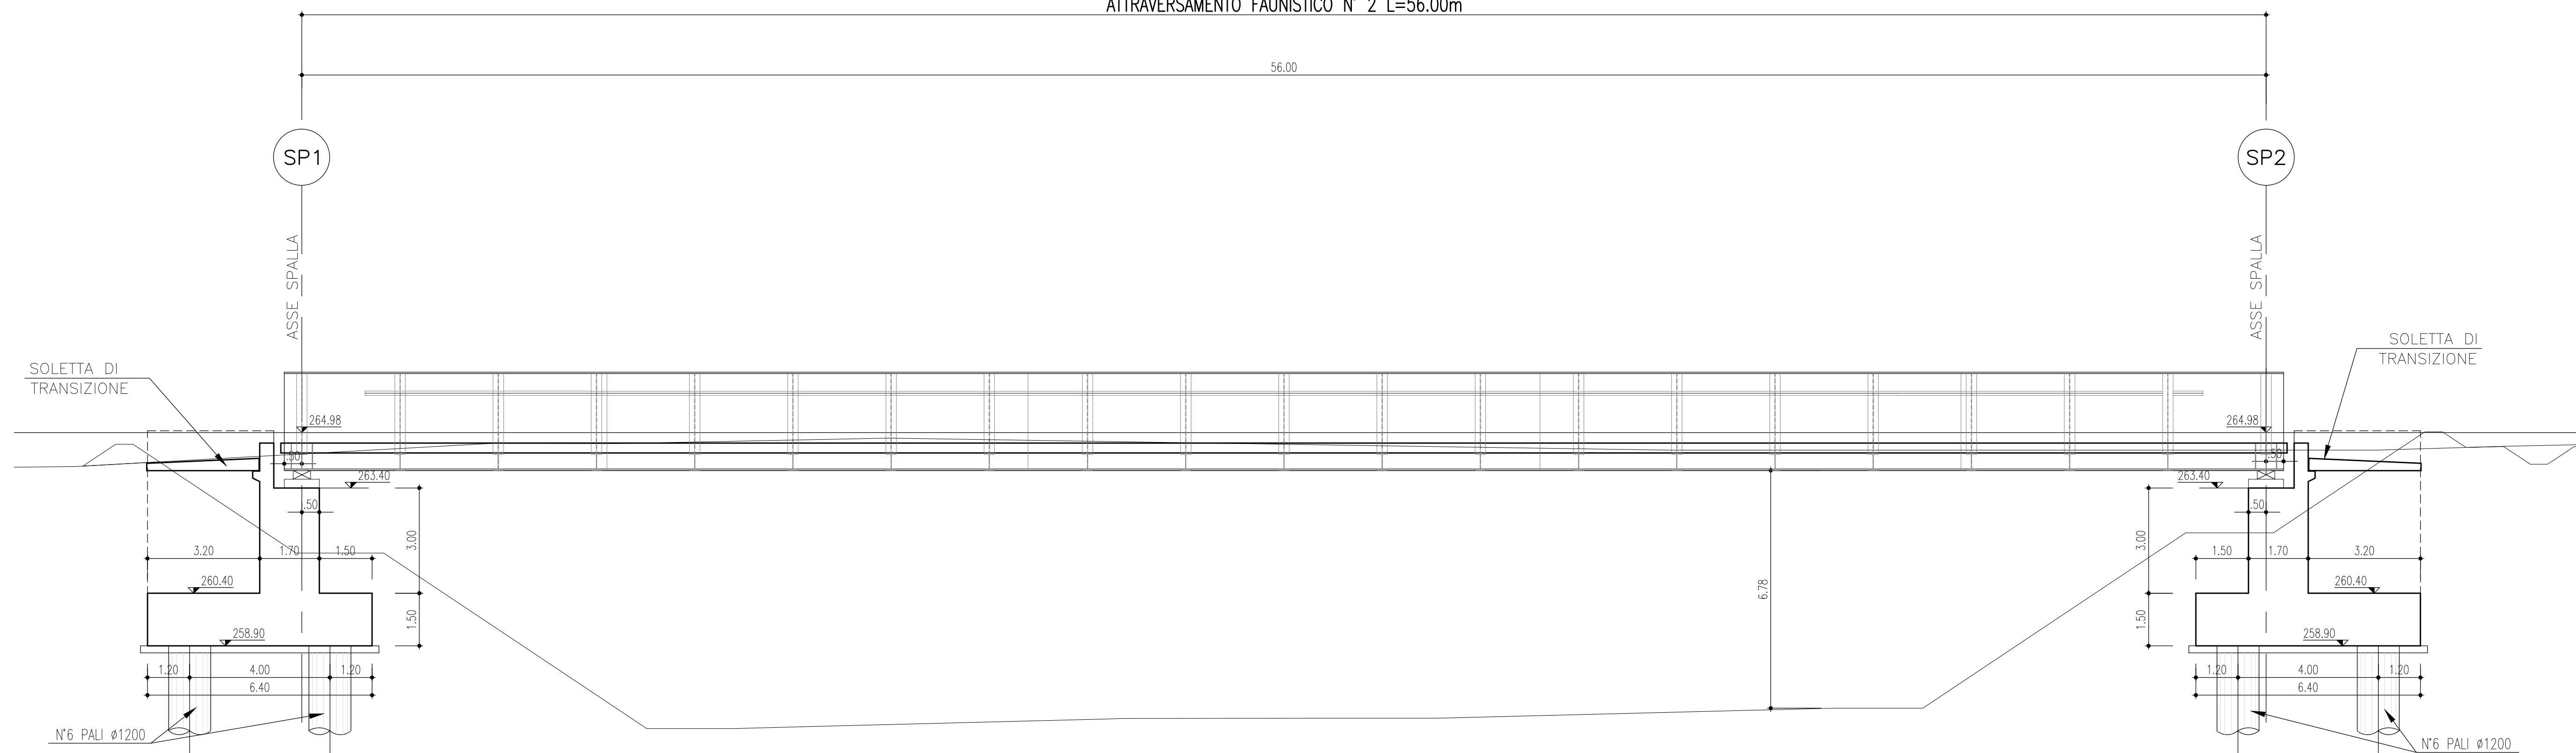 ATTRAVERSAMENTO FAUNISTICO N° 2 L=56.00m
56.00
SP1
SP2
ASSE SPALLA
ASSE SPALLA
SOLETTA DI
TRANSIZIONE
SOLETTA DI
TRANSIZIONE
264.98
264.98
.50
.50
263.40
263.40
.50
.50
3.20
1.70
1.50
3.00
3.00
1.50
1.70
3.20
260.40
260.40
6.78
1.50
1.50
258.90
258.90
1.20
4.00
1.20
6.40
1.20
4.00
1.20
6.40
N°6 PALI ø1200
N°6 PALI ø1200